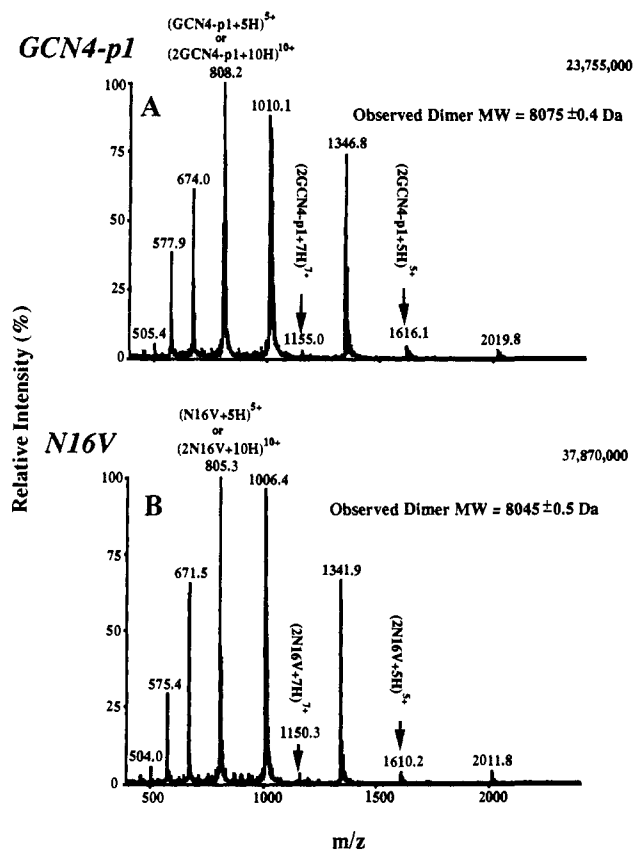 GCN4-p1
(GCN4-p1+5H)5+
or
(2GCN4-p1+10H)10+
808.2
23,755,000
A
Observed Dimer MW = 8075 ±0.4 Da
1010.1
1346.8
674.0
577.9
505.4
(2GCN4-p1+7H)7+
1155.0
(2GCN4-p1+5H)5+
1616.1
2019.8
100
75
50
25
0
Relative Intensity (%)
N16V
(N16V+5H)5+
or
(2N16V+10H)10+
805.3
37,870,000
B
Observed Dimer MW = 8045 ±0.5 Da
1006.4
1341.9
671.5
575.4
504.0
(2N16V+7H)7+
1150.3
(2N16V+5H)5+
1610.2
2011.8
100
75
50
25
0
500
1000
1500
2000
m/z